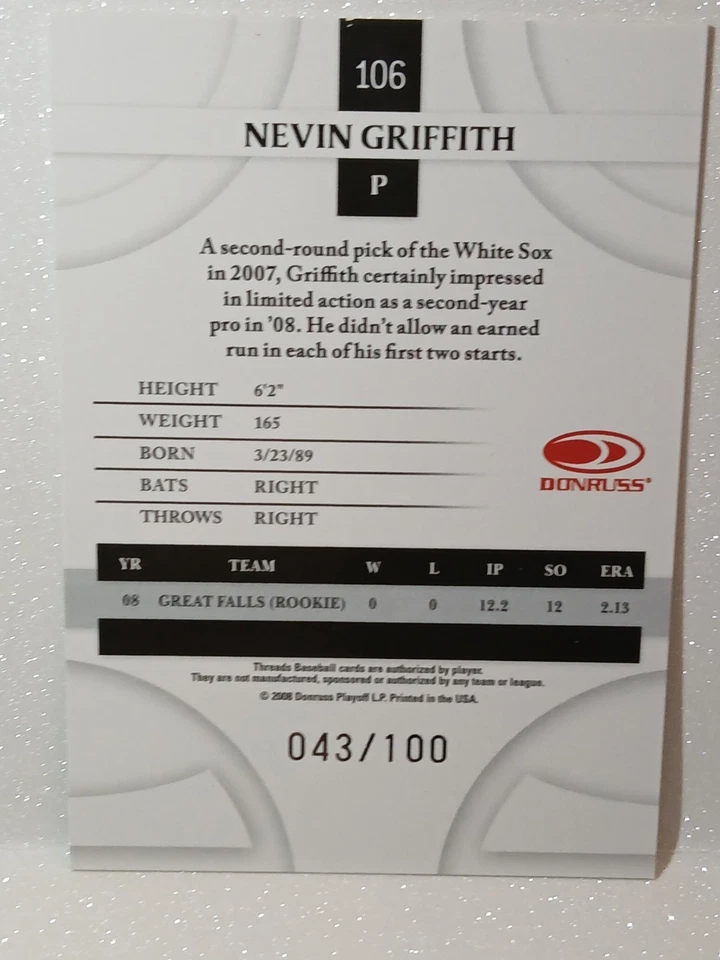 106
NEVIN GRIFFITH
P
A second-round pick of the White Sox
in 2007, Griffith certainly impressed
in limited action as a second-year
pro in '08. He didn't allow an earned
run in each of his first two starts.
HEIGHT 6'2"
WEIGHT 165
BORN 3/23/89
BATS RIGHT
THROWS RIGHT
DONRUSS
YR TEAM W L IP SO ERA
08 GREAT FALLS (ROOKIE) 0 0 12.2 12 2.13
Threads Baseball cards are authorized by player.
They are not manufactured, sponsored or authorized by any team or league.
© 2008 Donruss Playoff L.P. Printed in the USA.
043/100